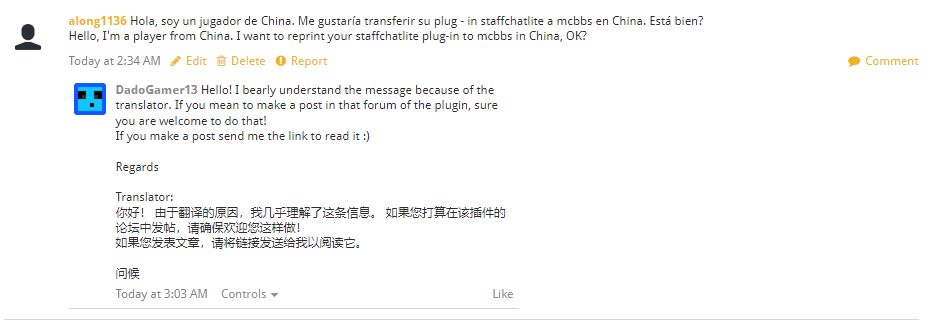 along1136 Hola, soy un jugador de China. Me gustaría transferir su plug - in staffchatlite a mcbbs en China. Está bien?
Hello, I'm a player from China. I want to reprint your staffchatlite plug-in to mcbbs in China, OK?
Today at 2:34 AM Edit Delete Report Comment
DadoGamer13 Hello! I bearly understand the message because of the
translator. If you mean to make a post in that forum of the plugin, sure
you are welcome to do that!
If you make a post send me the link to read it :)
Regards
Translator:
你好！ 由于翻译的原因，我几乎理解了这条信息。 如果您打算在该插件的
论坛中发帖，请确保欢迎您这样做！
如果您发表文章，请将链接发送给我以阅读它。
问候
Today at 3:03 AM Controls Like